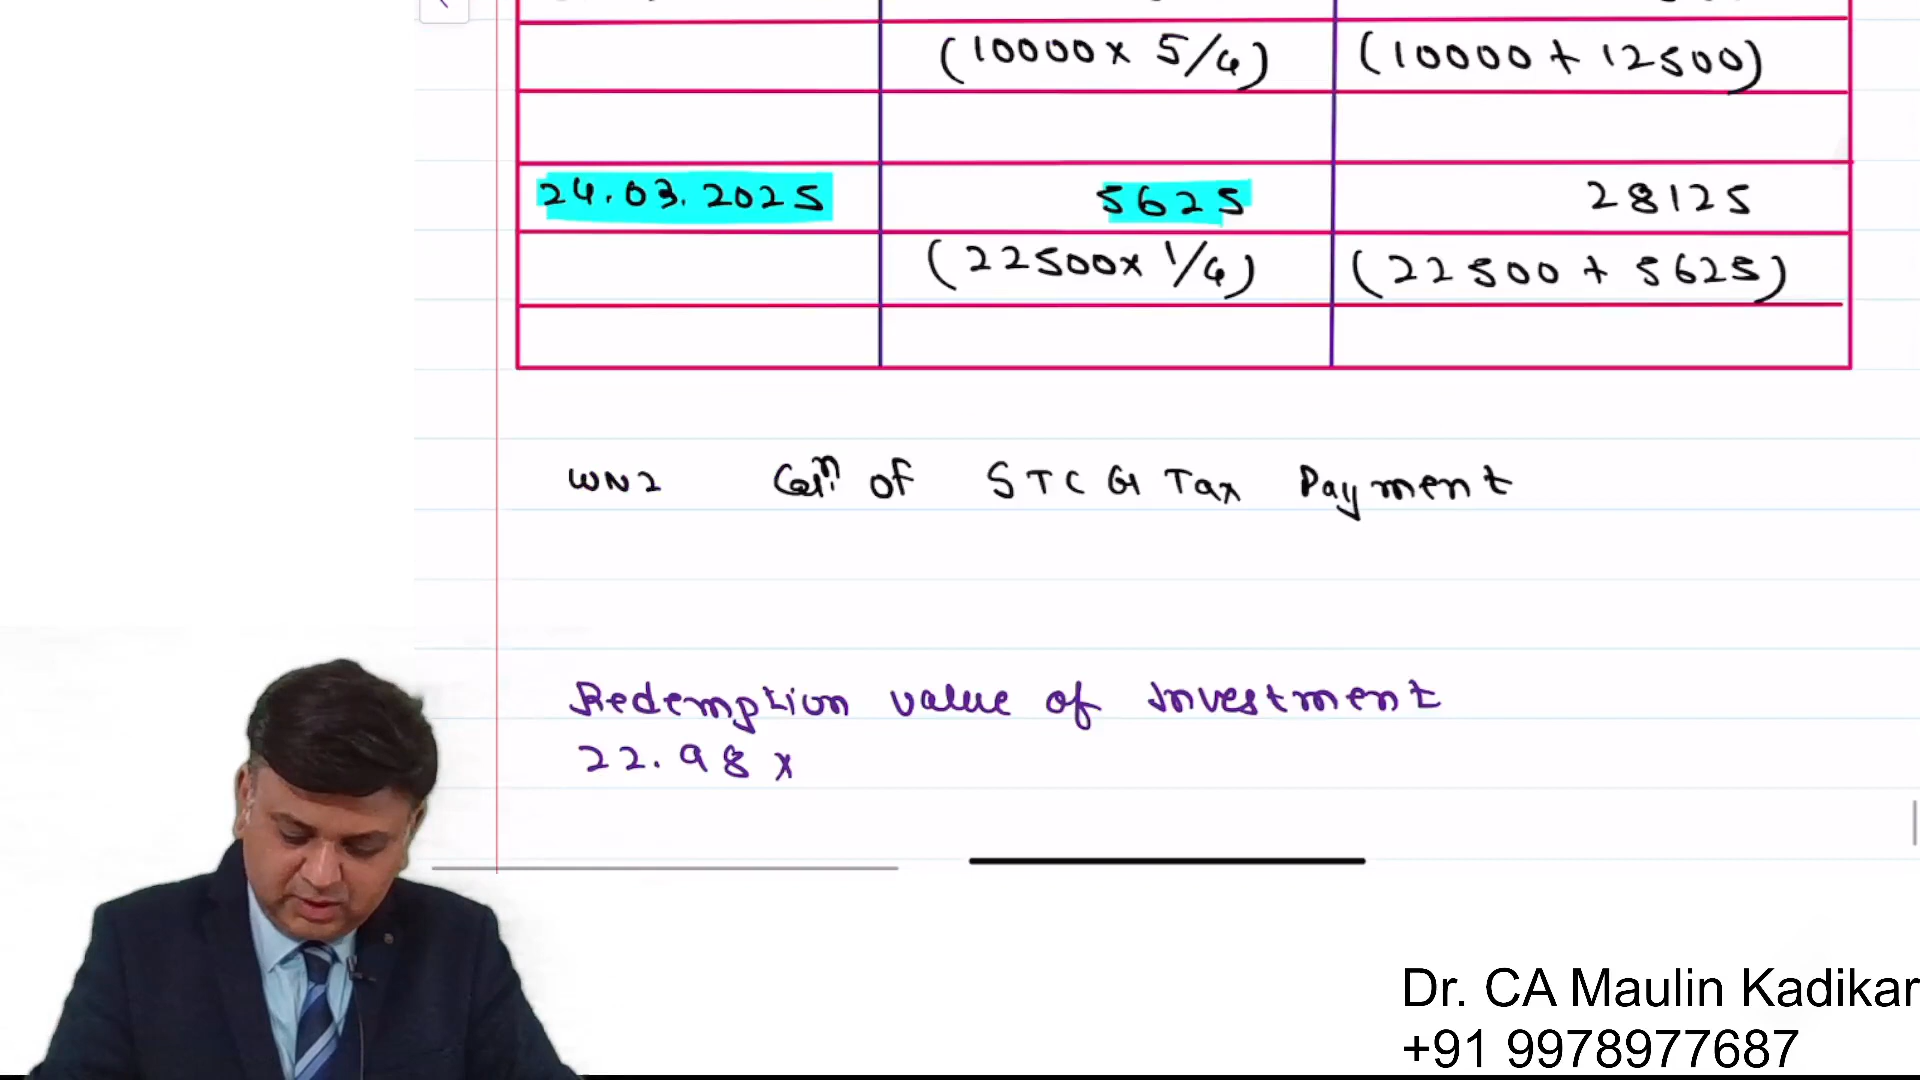 (10000 x 5/4) (10000 + 12500)
24.03.2025 5625 28125
(22500 x 1/4) (22500 + 5625)
WN2 Calⁿ of STCG Tax Payment
Redemption value of Investment
22.98 x
Dr. CA Maulin Kadikar
+91 9978977687